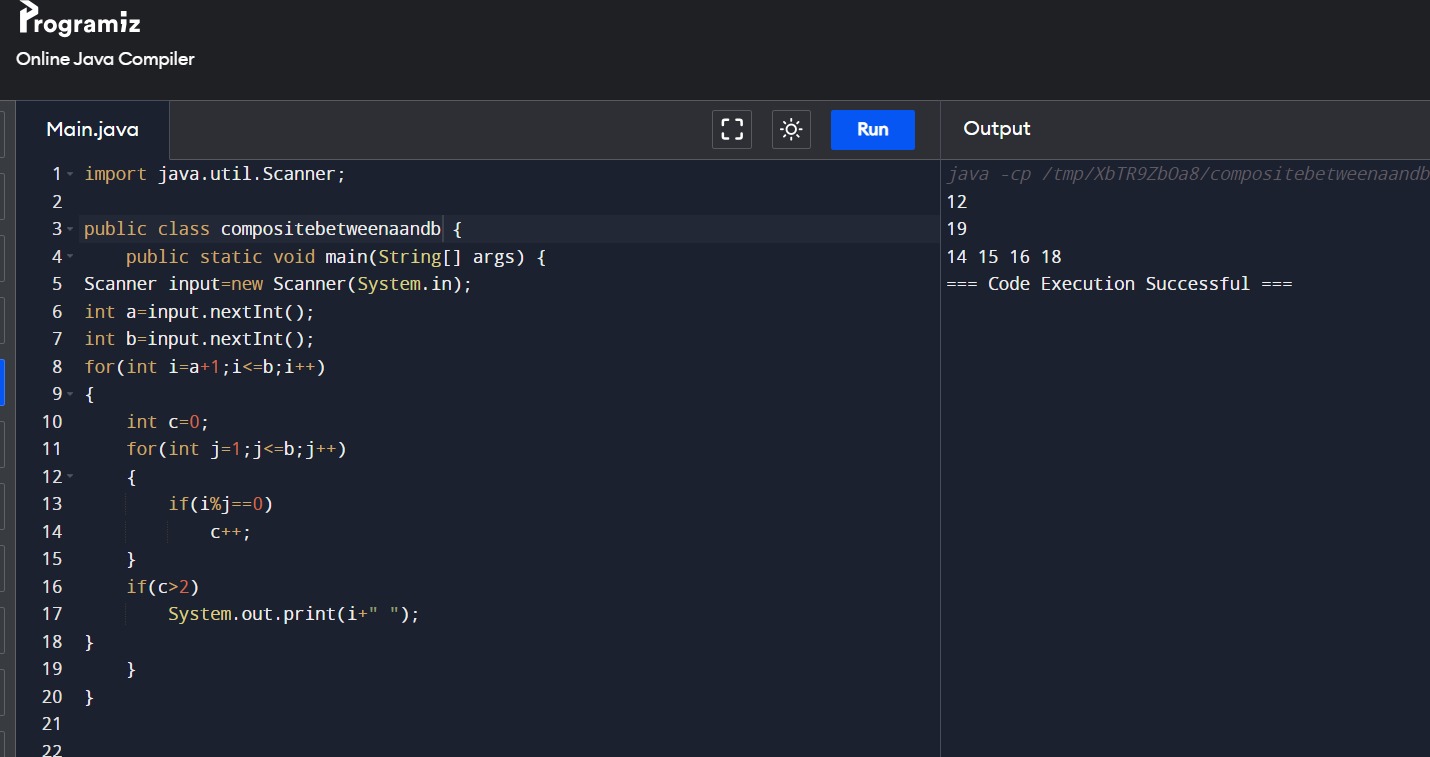 Programiz
Online Java Compiler
Main.java
Run
Output
1 import java.util.Scanner;
2
3 public class compositebetweenaandb {
4 public static void main(String[] args) {
5 Scanner input=new Scanner(System.in);
6 int a=input.nextInt();
7 int b=input.nextInt();
8 for(int i=a+1;i<=b;i++)
9 {
10 int c=0;
11 for(int j=1;j<=b;j++)
12 {
13 if(i%j==0)
14 c++;
15 }
16 if(c>2)
17 System.out.print(i+" ");
18 }
19 }
20 }
21
22
java -cp /tmp/XbTR9ZbOa8/compositebetweenaandb
12
19
14 15 16 18
=== Code Execution Successful ===